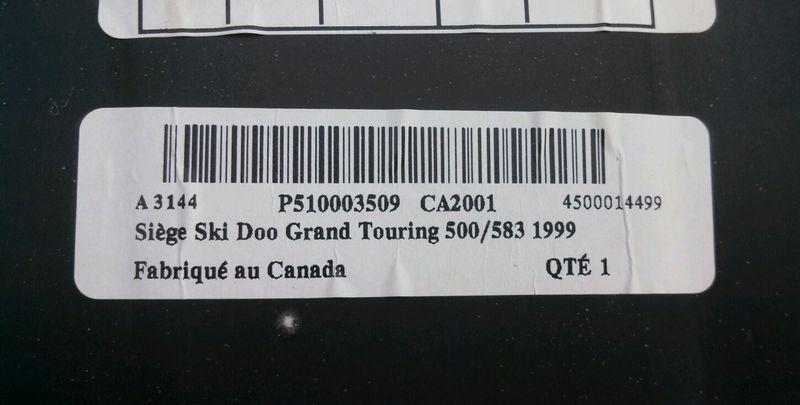 A 3144 P510003509 CA2001 4500014499
Siège Ski Doo Grand Touring 500/583 1999
Fabriqué au Canada QTÉ 1